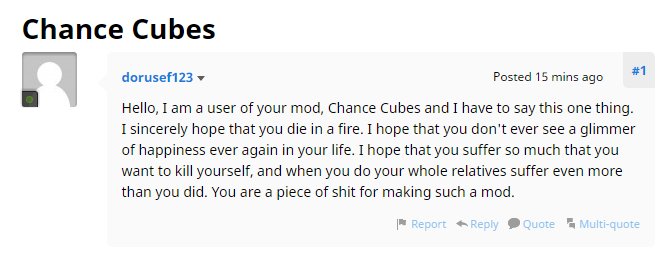 Chance Cubes
dorusef123
Posted 15 mins ago
#1
Hello, I am a user of your mod, Chance Cubes and I have to say this one thing.
I sincerely hope that you die in a fire. I hope that you don't ever see a glimmer
of happiness ever again in your life. I hope that you suffer so much that you
want to kill yourself, and when you do your whole relatives suffer even more
than you did. You are a piece of shit for making such a mod.
Report Reply Quote Multi-quote